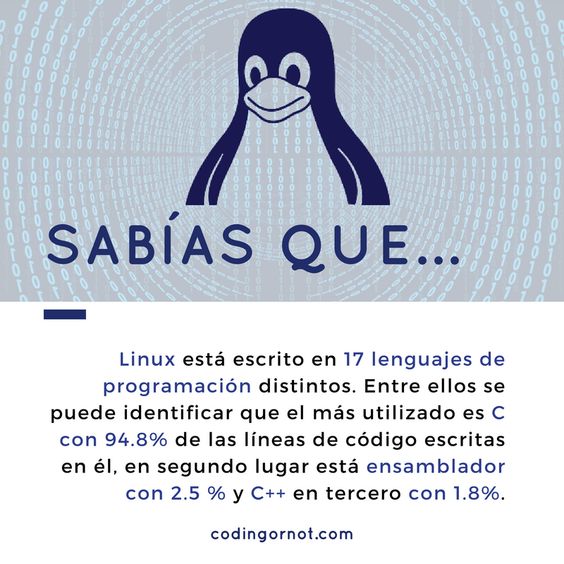 SABÍAS QUE...
Linux está escrito en 17 lenguajes de
programación distintos. Entre ellos se
puede identificar que el más utilizado es C
con 94.8% de las líneas de código escritas
en él, en segundo lugar está ensamblador
con 2.5 % y C++ en tercero con 1.8%.
codingornot.com